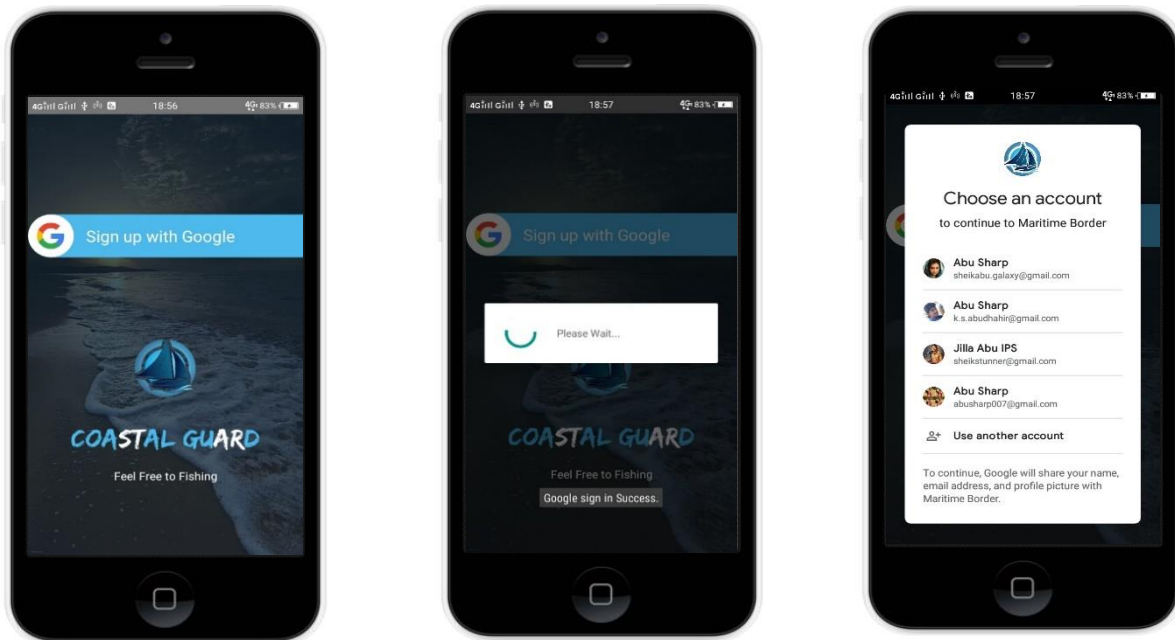 18:56
83%
Sign up with Google
COASTAL GUARD
Feel Free to Fishing
18:57
83%
Sign up with Google
Please Wait...
COASTAL GUARD
Feel Free to Fishing
Google sign in Success.
18:57
83%
Choose an account
to continue to Maritime Border
Abu Sharp
sheikabu.galaxy@gmail.com
Abu Sharp
k.s.abudhahir@gmail.com
Jilla Abu IPS
sheikstunner@gmail.com
Abu Sharp
abusharp007@gmail.com
Use another account
To continue, Google will share your name,
email address, and profile picture with
Maritime Border.